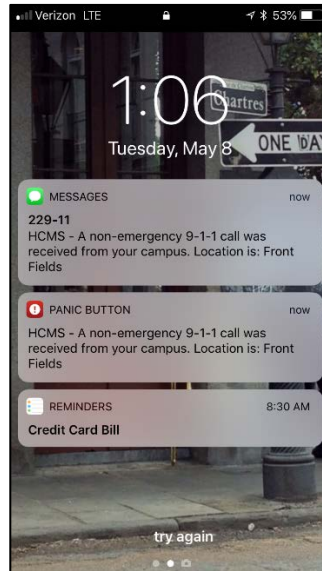 Verizon LTE 53%
1:06
Chartres
Tuesday, May 8
ONE WAY
MESSAGES now
229-11
HCMS - A non-emergency 9-1-1 call was
received from your campus. Location is: Front
Fields
PANIC BUTTON now
HCMS - A non-emergency 9-1-1 call was
received from your campus. Location is: Front
Fields
REMINDERS 8:30 AM
Credit Card Bill
try again